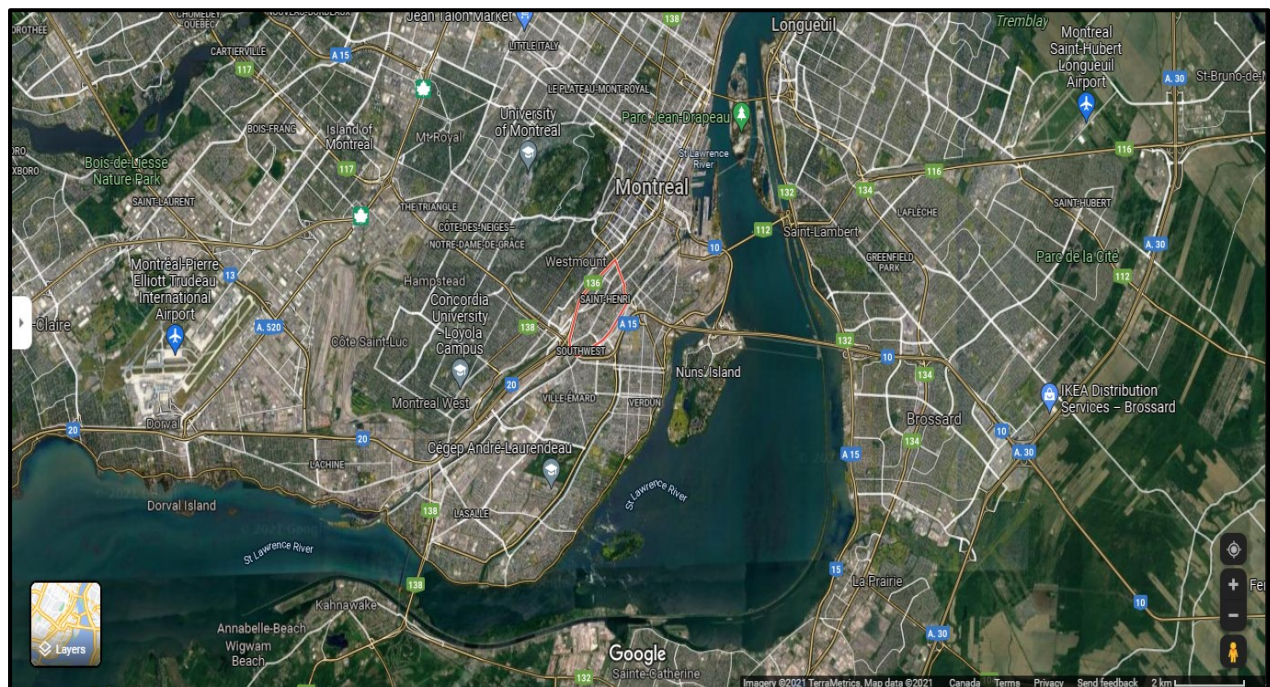 CHOMEDEY
-QUÉBEC
Jean Talon Market
138
Longueuil
Tremblay
Montreal
Saint-Hubert
Longueuil
Airport
A. 30
St-Bruno-de-M
CARTIERVILLE
A 15
117
LITTLE ITALY
LE PLATEAU-MONT-ROYAL
BOIS-FRANC
Island of
Montreal
Mt-Royal
University
of Montreal
Parc Jean-Drapeau
XBORO
Bois-de-Liesse
Nature Park
117
St Lawrence
River
116
116
SAINT-LAURENT
Montreal
132
134
THE TRIANGLE
LAFLÈCHE
SAINT-HUBERT
CÔTE-DES-NEIGES–
NOTRE-DAME-DE-GRÂCE
112
Saint-Lambert
10
A. 30
Montréal-Pierre
Elliott Trudeau
International
Airport
13
Westmount
GREENFIELD
PARK
Parc de la Cité
112
Hampstead
136
SAINT-HENRI
-Claire
A. 520
Concordia
University
- Loyola
Campus
138
A 15
Côte Saint-Luc
SOUTHWEST
132
10
Nuns Island
134
20
Montreal West
VILLE-ÉMARD
VERDUN
IKEA Distribution
Services – Brossard
Dorval
20
20
Brossard
10
134
Cégep André-Laurendeau
A 15
A. 30
LACHINE
St Lawrence River
Dorval Island
138
LASALLE
St Lawrence River
15
La Prairie
138
Kahnawake
10
Annabelle-Beach
Wigwam
Beach
A. 30
Layers
Google
Sainte-Catherine
132
Imagery ©2021 TerraMetrics, Map data ©2021 Canada Terms Privacy Send feedback 2 km